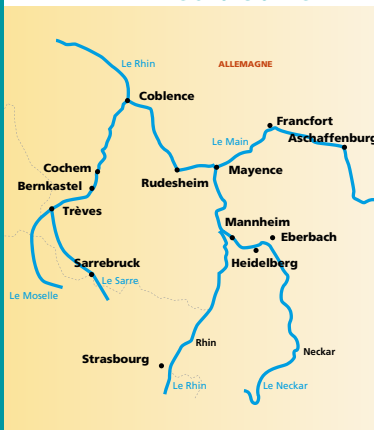 Le Rhin
ALLEMAGNE
Coblence
Francfort
Aschaffenburg
Le Main
Cochem
Mayence
Rudesheim
Bernkastel
Trèves
Mannheim
Eberbach
Heidelberg
Sarrebruck
Le Sarre
Le Moselle
Rhin
Neckar
Strasbourg
Le Rhin
Le Neckar